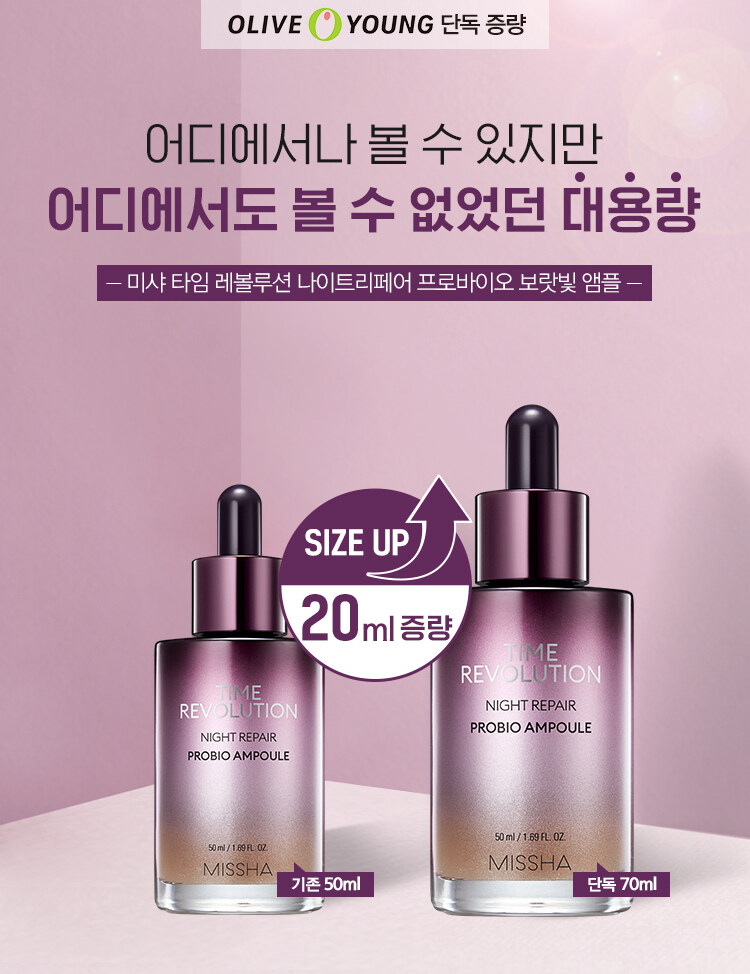 OLIVE YOUNG 단독 증량
어디에서나 볼 수 있지만
어디에서도 볼 수 없었던 대용량
– 미샤 타임 레볼루션 나이트리페어 프로바이오 보랏빛 앰플 –
SIZE UP
20ml 증량
TIME
REVOLUTION
NIGHT REPAIR
PROBIO AMPOULE
50 ml / 1.69 FL. OZ.
MISSHA
기존 50ml
TIME
REVOLUTION
NIGHT REPAIR
PROBIO AMPOULE
50 ml / 1.69 FL. OZ.
MISSHA
단독 70ml